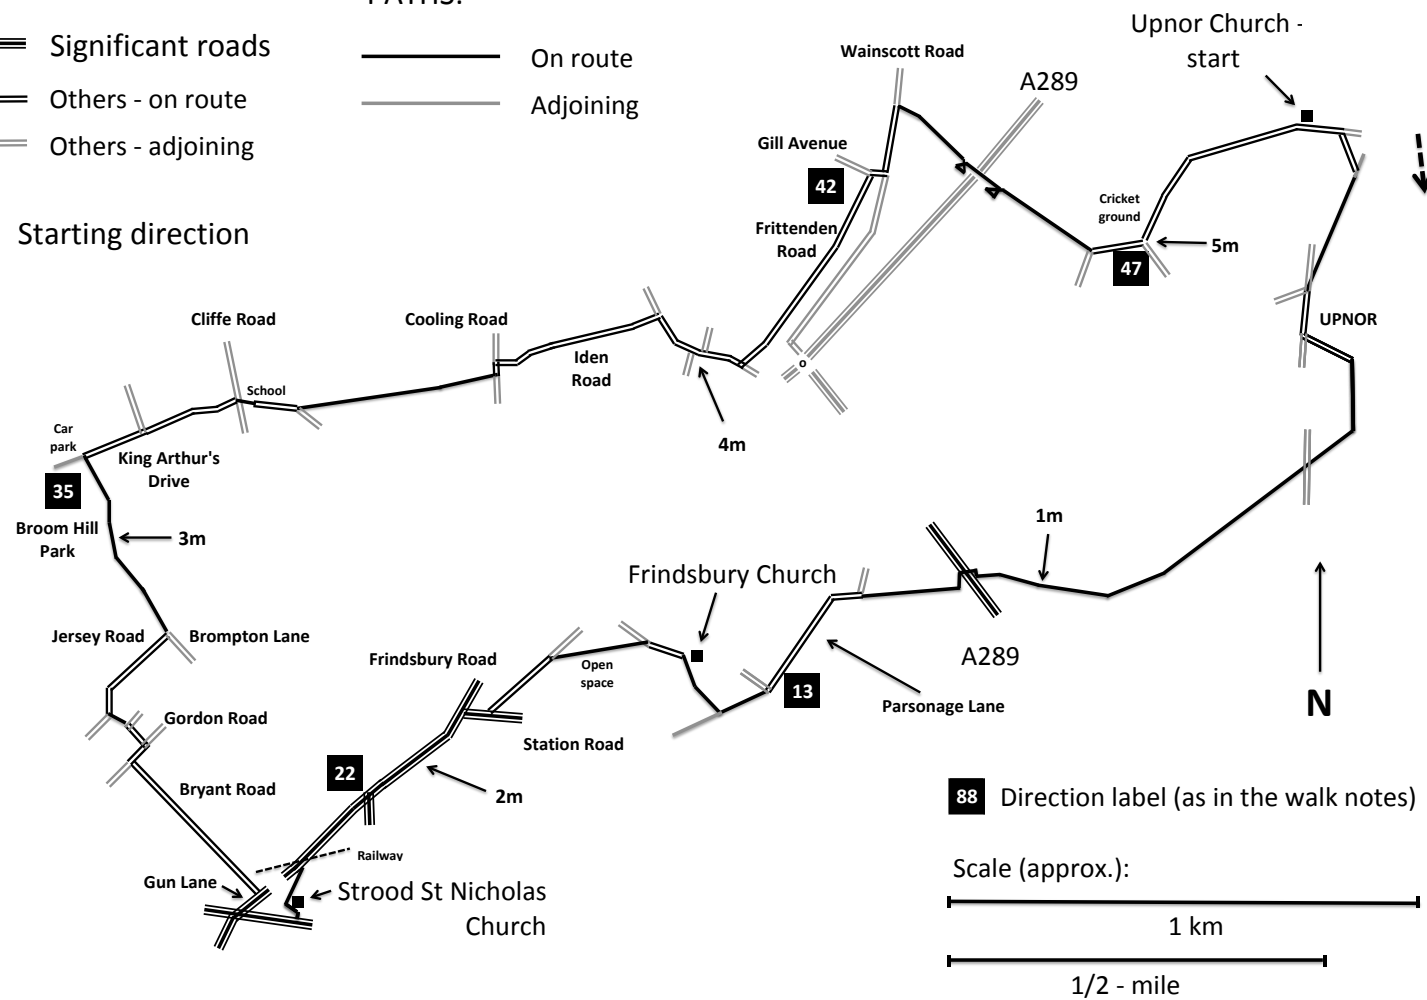 PATHS:
Significant roads
On route
Others - on route
Adjoining
Others - adjoining
Starting direction
Upnor Church -
start
Wainscott Road
A289
Gill Avenue
42
Frittenden
Road
Cricket
ground
5m
47
UPNOR
Cliffe Road
Cooling Road
Iden
Road
School
4m
Car
park
King Arthur's
Drive
35
Broom Hill
Park
3m
1m
Frindsbury Church
A289
Jersey Road
Brompton Lane
Frindsbury Road
Open
space
13
Parsonage Lane
N
Gordon Road
Station Road
22
2m
Bryant Road
Railway
Gun Lane
Strood St Nicholas
Church
88
Direction label (as in the walk notes)
Scale (approx.):
1 km
1/2 - mile
o